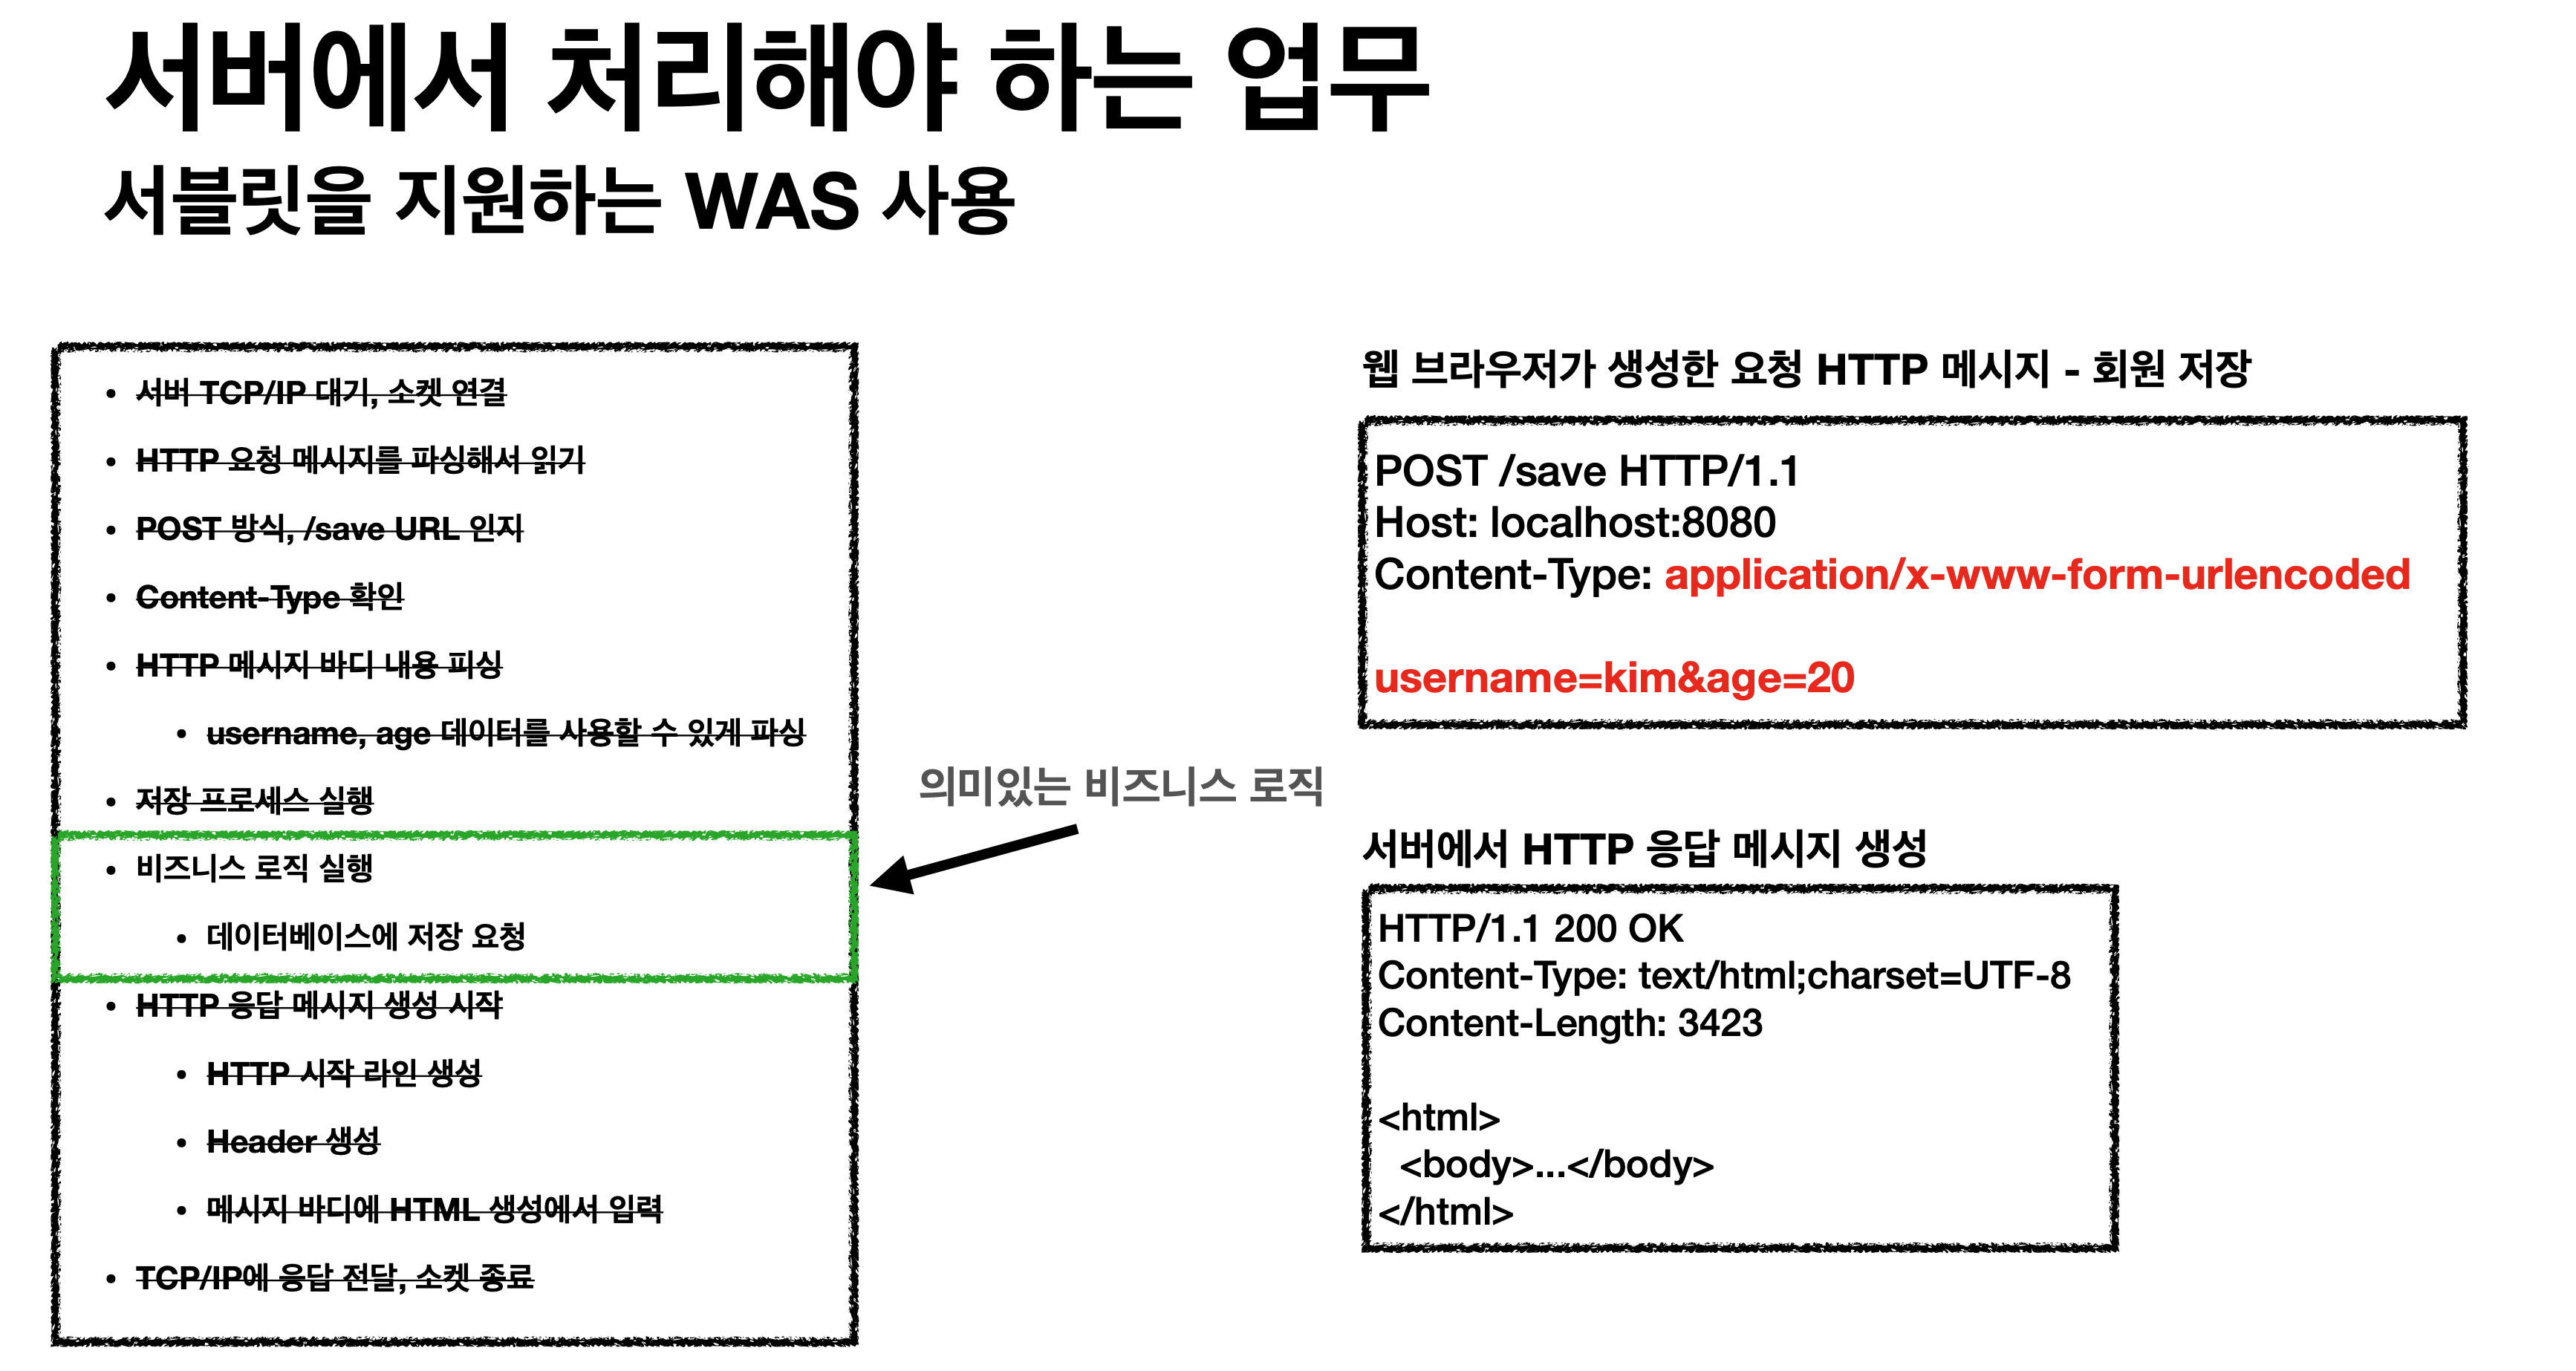 서버에서 처리해야 하는 업무
서블릿을 지원하는 WAS 사용
서버 TCP/IP 대기, 소켓 연결
HTTP 요청 메시지를 파싱해서 읽기
POST 방식, /save URL 인지
Content-Type 확인
HTTP 메시지 바디 내용 피싱
username, age 데이터를 사용할 수 있게 파싱
저장 프로세스 실행
비즈니스 로직 실행
데이터베이스에 저장 요청
HTTP 응답 메시지 생성 시작
HTTP 시작 라인 생성
Header 생성
메시지 바디에 HTML 생성에서 입력
TCP/IP에 응답 전달, 소켓 종료
의미있는 비즈니스 로직
웹 브라우저가 생성한 요청 HTTP 메시지 - 회원 저장
POST /save HTTP/1.1
Host: localhost:8080
Content-Type: application/x-www-form-urlencoded
username=kim&age=20
서버에서 HTTP 응답 메시지 생성
HTTP/1.1 200 OK
Content-Type: text/html;charset=UTF-8
Content-Length: 3423
<html>
<body>...</body>
</html>